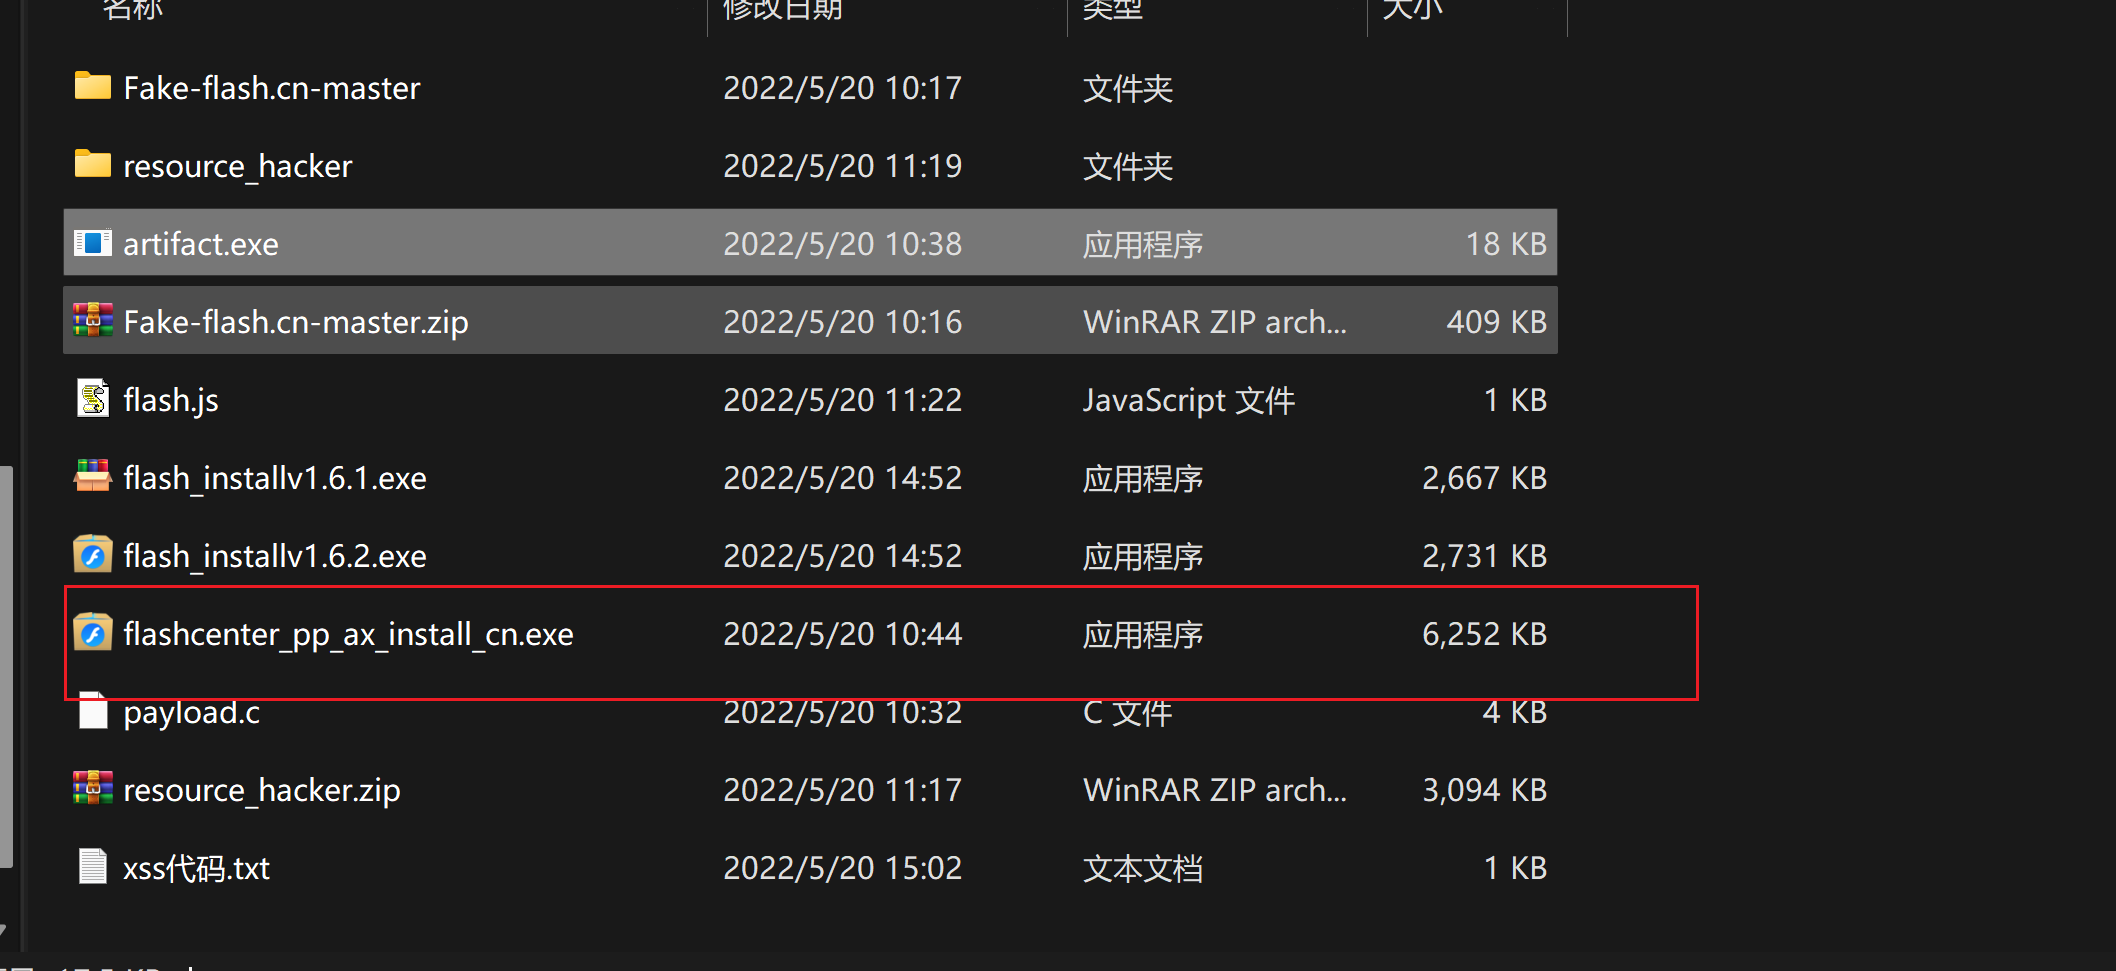 名称 修改日期 类型 大小
Fake-flash.cn-master 2022/5/20 10:17 文件夹
resource_hacker 2022/5/20 11:19 文件夹
artifact.exe 2022/5/20 10:38 应用程序 18 KB
Fake-flash.cn-master.zip 2022/5/20 10:16 WinRAR ZIP arch... 409 KB
flash.js 2022/5/20 11:22 JavaScript 文件 1 KB
flash_installv1.6.1.exe 2022/5/20 14:52 应用程序 2,667 KB
flash_installv1.6.2.exe 2022/5/20 14:52 应用程序 2,731 KB
flashcenter_pp_ax_install_cn.exe 2022/5/20 10:44 应用程序 6,252 KB
payload.c 2022/5/20 10:32 C 文件 4 KB
resource_hacker.zip 2022/5/20 11:17 WinRAR ZIP arch... 3,094 KB
xss代码.txt 2022/5/20 15:02 文本文档 1 KB